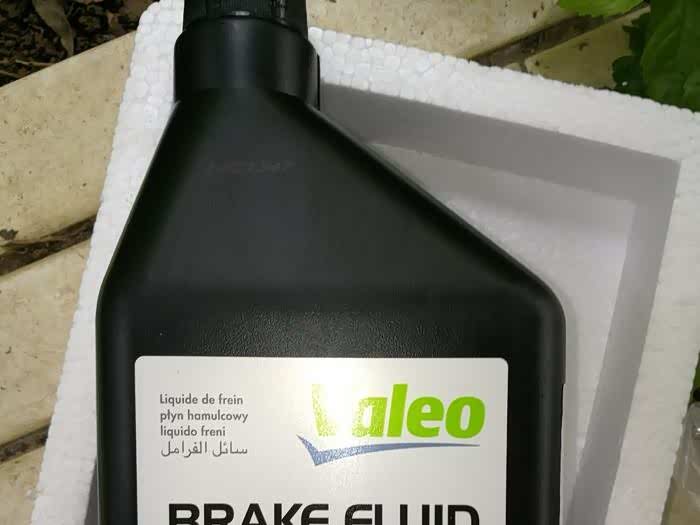 Liquide de frein
płyn hamulcowy
liquido freni
سائل الفرامل
Valeo
BRAKE FLUID